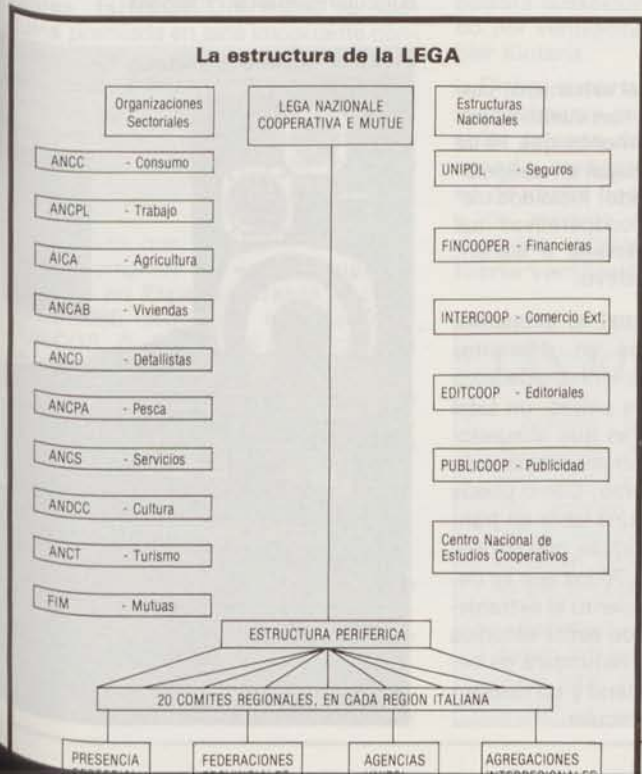 La estructura de la LEGA
Organizaciones
Sectoriales
LEGA NAZIONALE
COOPERATIVA E MUTUE
Estructuras
Nacionales
ANCC - Consumo
ANCPL - Trabajo
AICA - Agricultura
ANCAB - Viviendas
ANCD - Detallistas
ANCPA - Pesca
ANCS - Servicios
ANDCC - Cultura
ANCT - Turismo
FIM - Mutuas
UNIPOL - Seguros
FINCOOPER - Financieras
INTERCOOP - Comercio Ext.
EDITCOOP - Editoriales
PUBLICOOP - Publicidad
Centro Nacional de
Estudios Cooperativos
ESTRUCTURA PERIFERICA
20 COMITES REGIONALES, EN CADA REGION ITALIANA
PRESENCIA
FEDERACIONES
AGENCIAS
AGREGACIONES